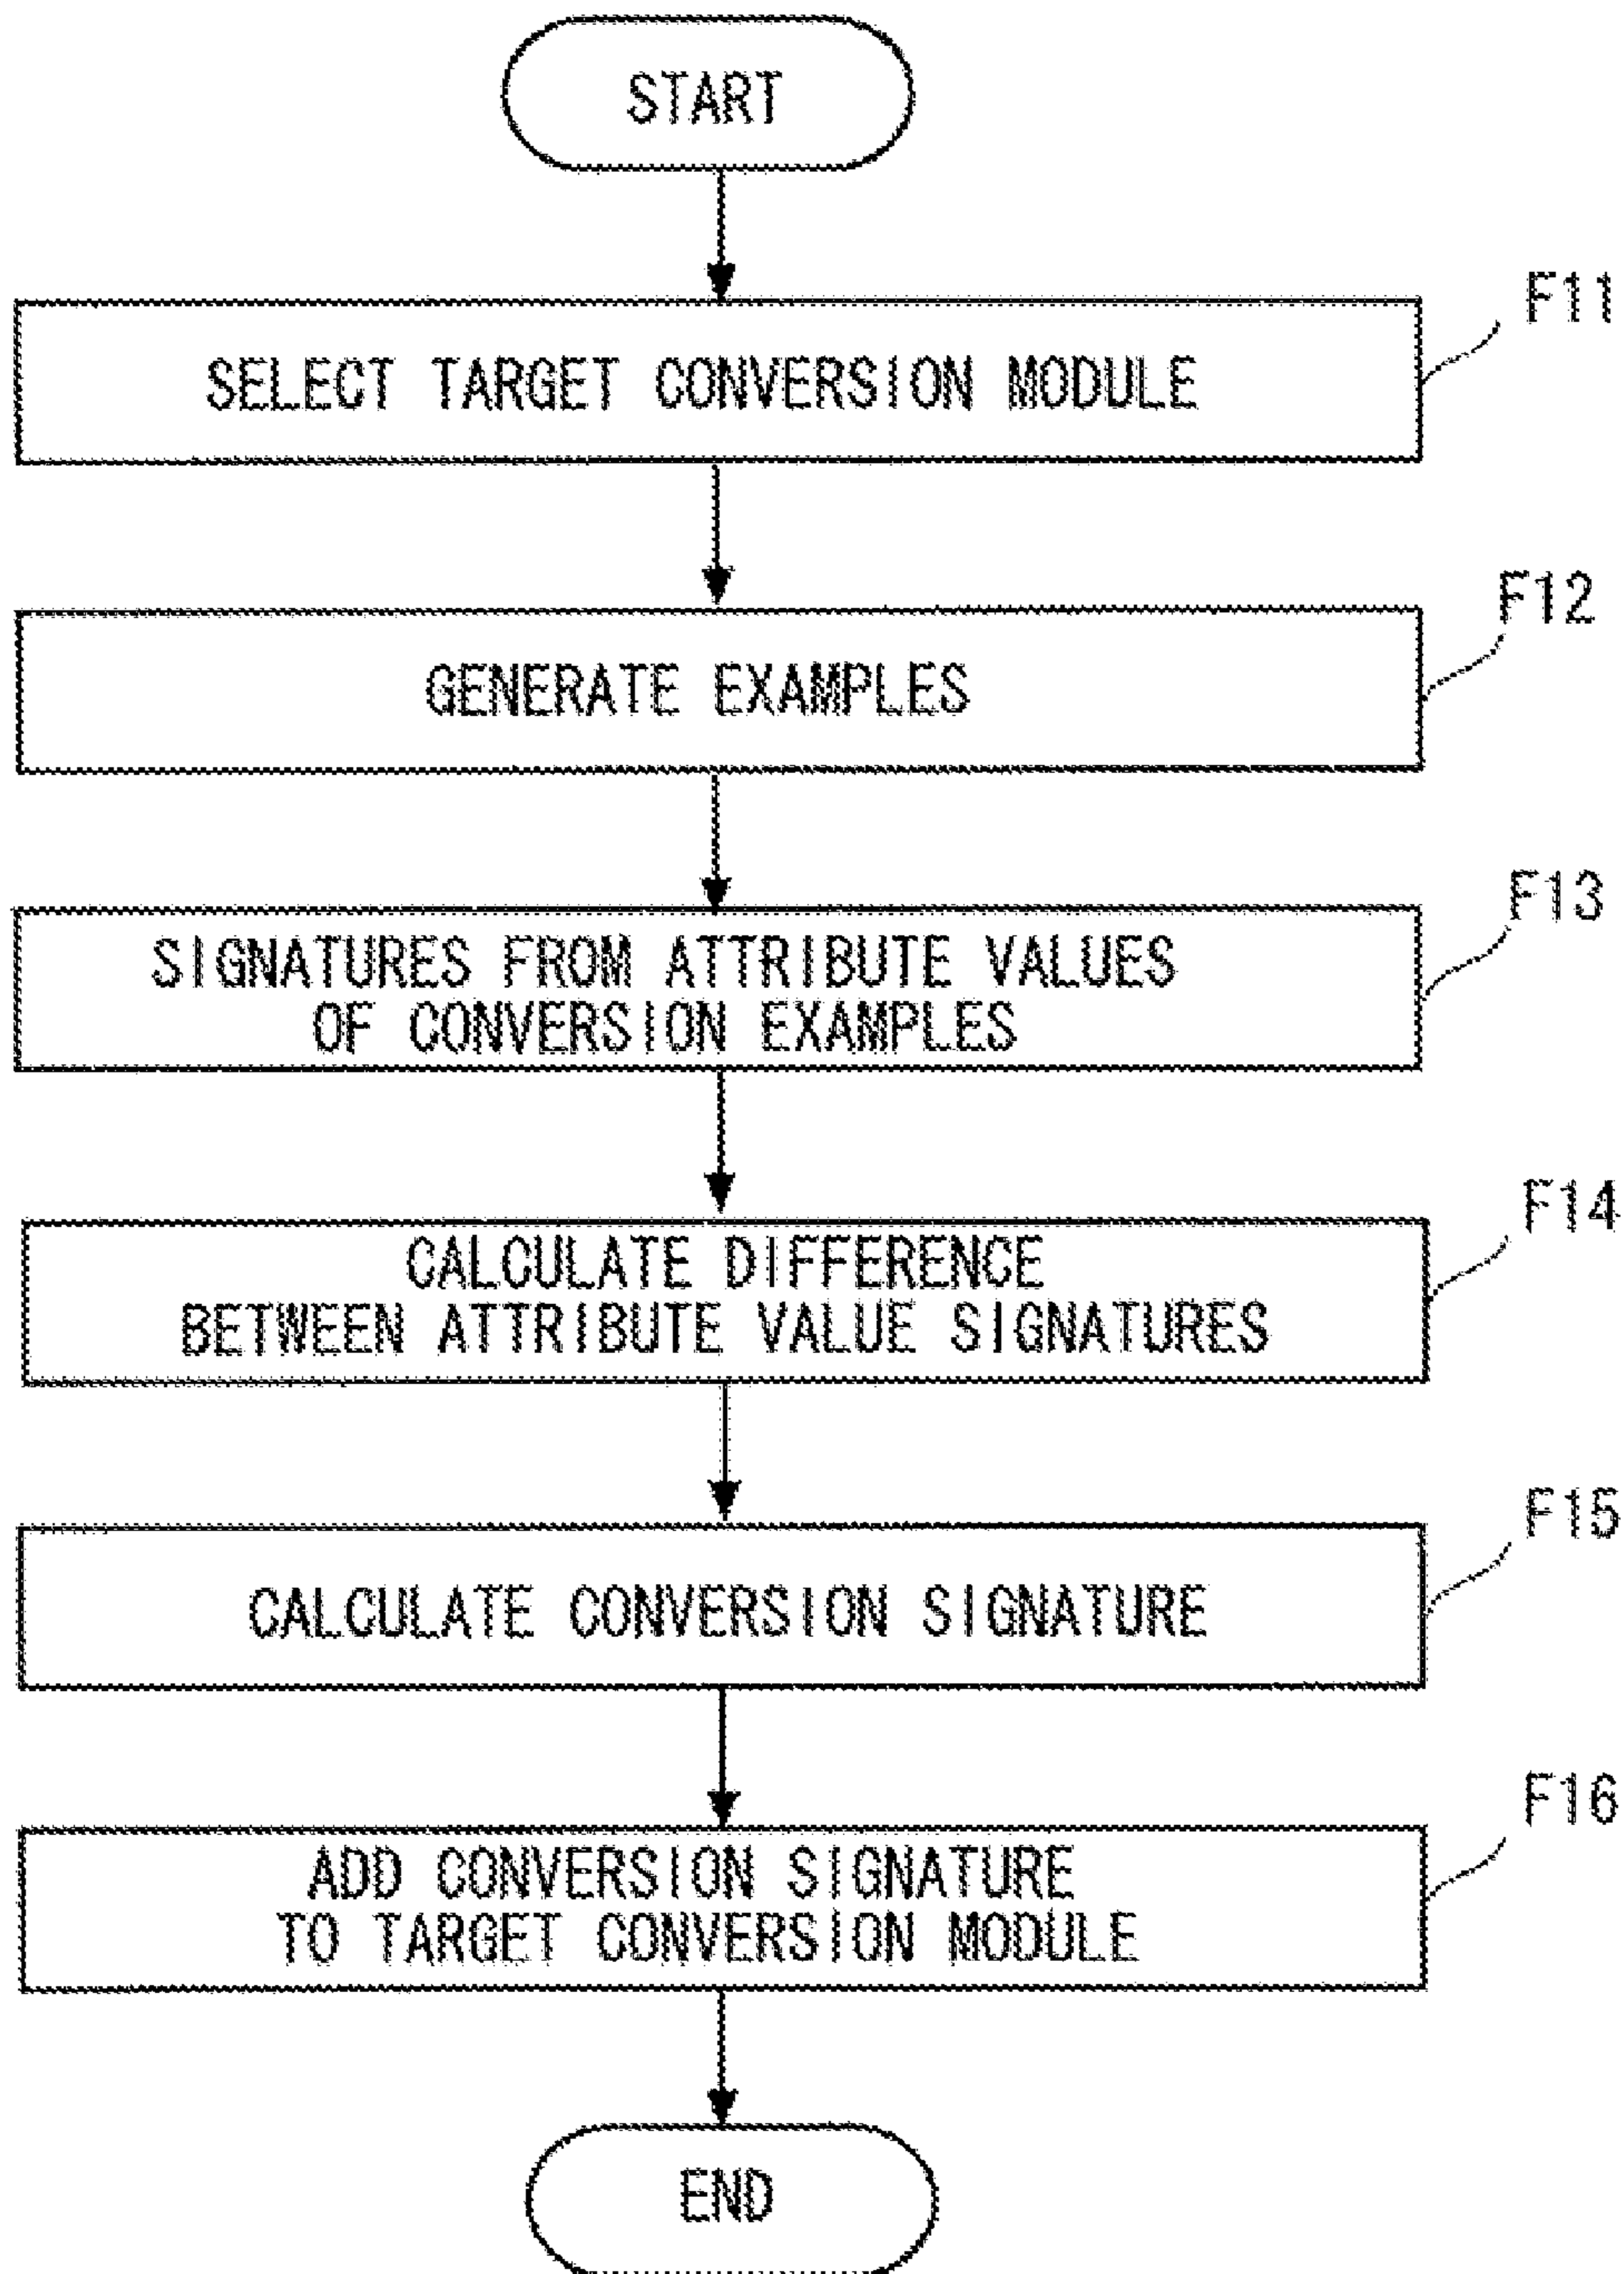 START
F11
SELECT TARGET CONVERSION MODULE
F12
GENERATE EXAMPLES
F13
SIGNATURES FROM ATTRIBUTE VALUES
OF CONVERSION EXAMPLES
F14
CALCULATE DIFFERENCE
BETWEEN ATTRIBUTE VALUE SIGNATURES
F15
CALCULATE CONVERSION SIGNATURE
F16
ADD CONVERSION SIGNATURE
TO TARGET CONVERSION MODULE
END